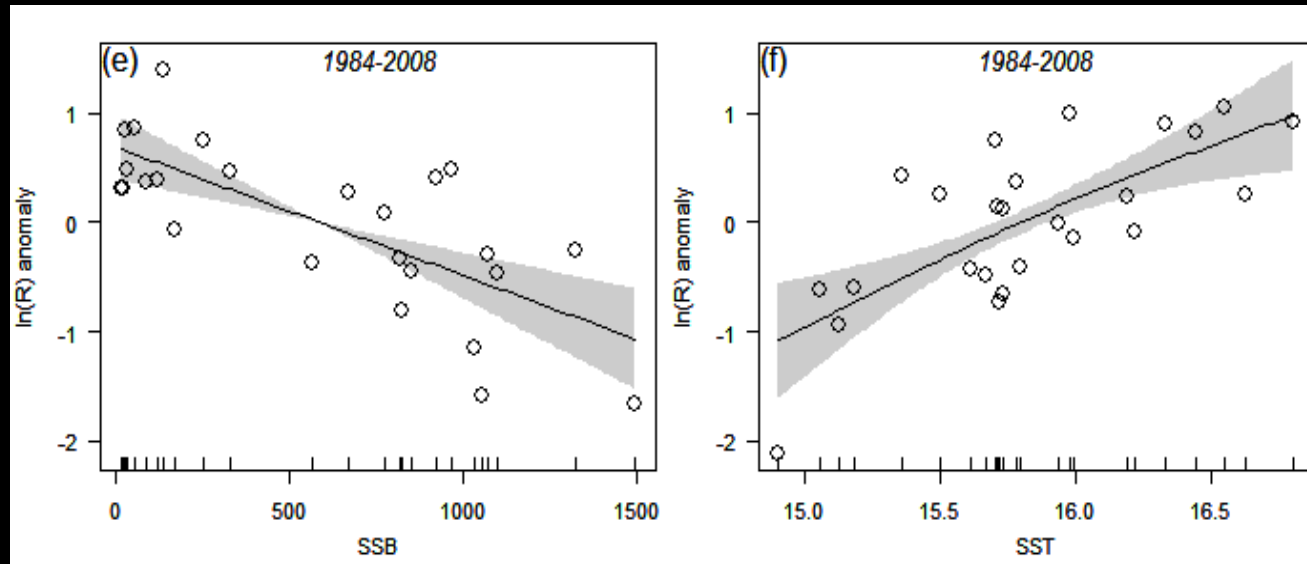 (e) 1984-2008
ln(R) anomaly
1
0
-1
-2
0 500 1000 1500
SSB
(f) 1984-2008
ln(R) anomaly
1
0
-1
-2
15.0 15.5 16.0 16.5
SST